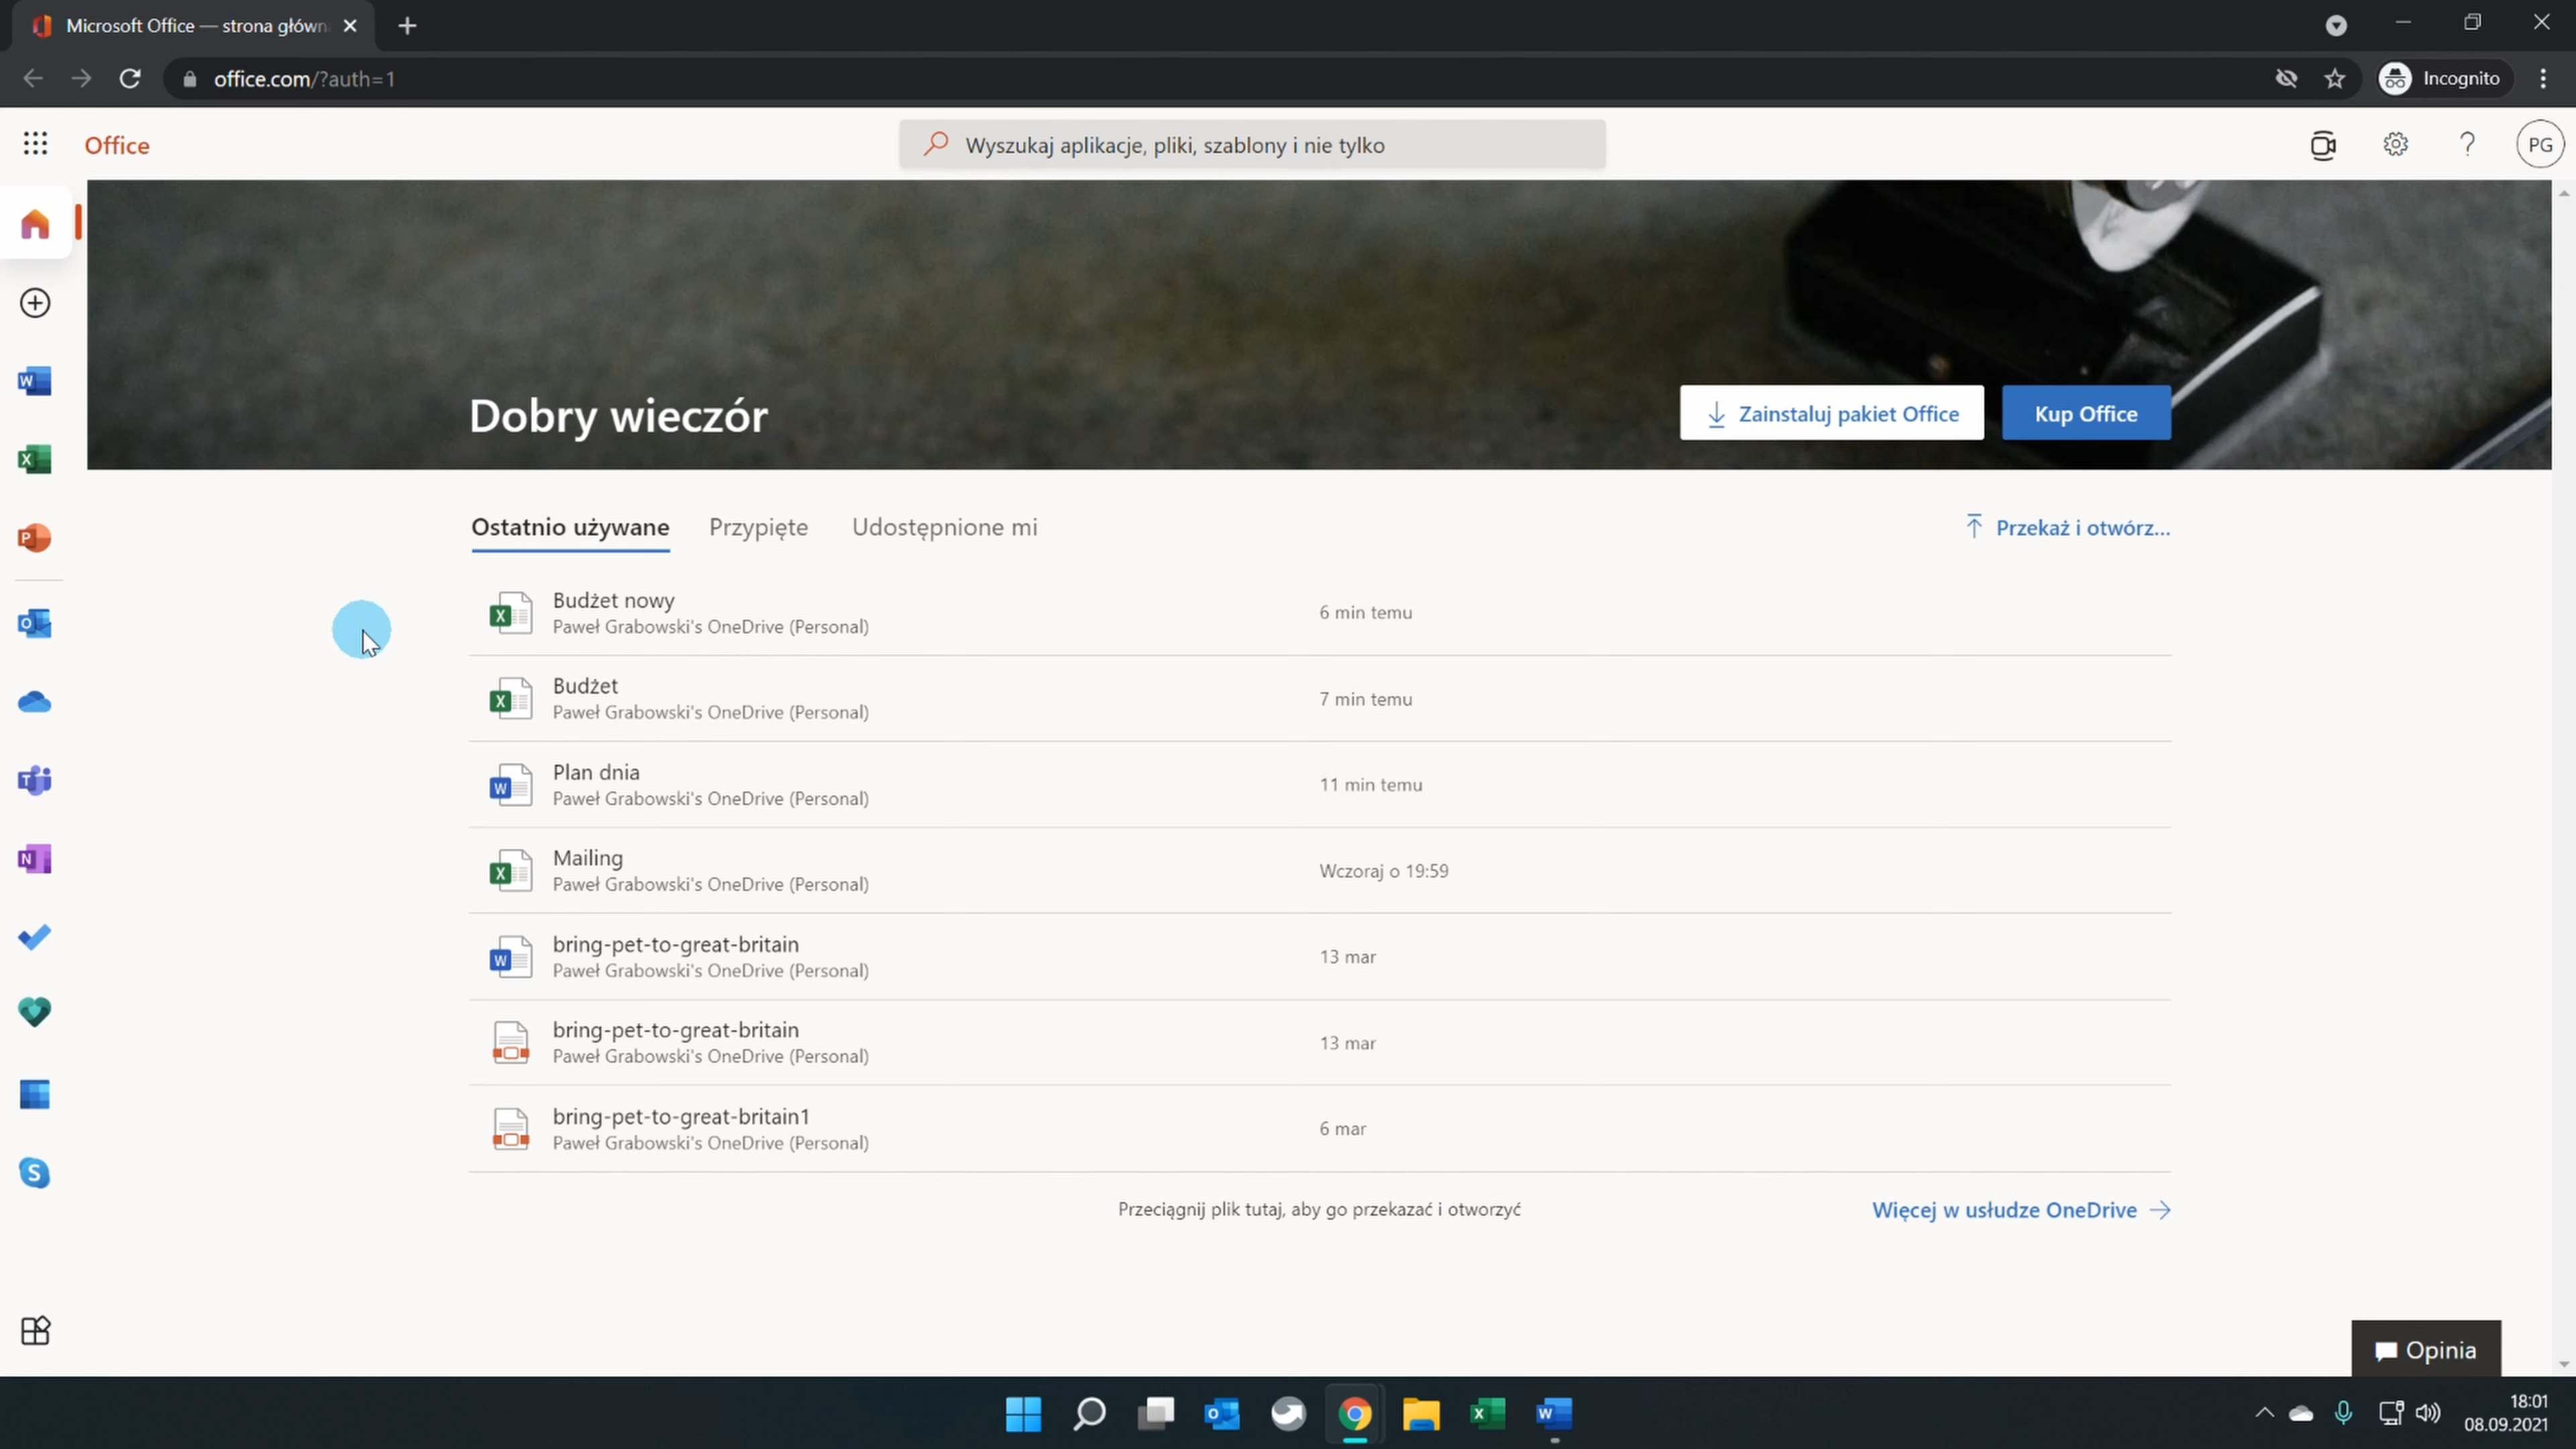 Microsoft Office — strona główn
office.com/?auth=1
Incognito
Office
Wyszukaj aplikacje, pliki, szablony i nie tylko
PG
Dobry wieczór
Zainstaluj pakiet Office
Kup Office
Ostatnio używane
Przypięte
Udostępnione mi
Przekaż i otwórz...
Budżet nowy
Paweł Grabowski's OneDrive (Personal)
6 min temu
Budżet
Paweł Grabowski's OneDrive (Personal)
7 min temu
Plan dnia
Paweł Grabowski's OneDrive (Personal)
11 min temu
Mailing
Paweł Grabowski's OneDrive (Personal)
Wczoraj o 19:59
bring-pet-to-great-britain
Paweł Grabowski's OneDrive (Personal)
13 mar
bring-pet-to-great-britain
Paweł Grabowski's OneDrive (Personal)
13 mar
bring-pet-to-great-britain1
Paweł Grabowski's OneDrive (Personal)
6 mar
Przeciągnij plik tutaj, aby go przekazać i otworzyć
Więcej w usłudze OneDrive
Opinia
18:01
08.09.2021